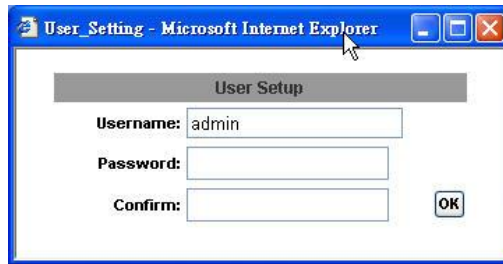 User_Setting - Microsoft Internet Explorer
User Setup
Username: admin
Password:
Confirm:
OK